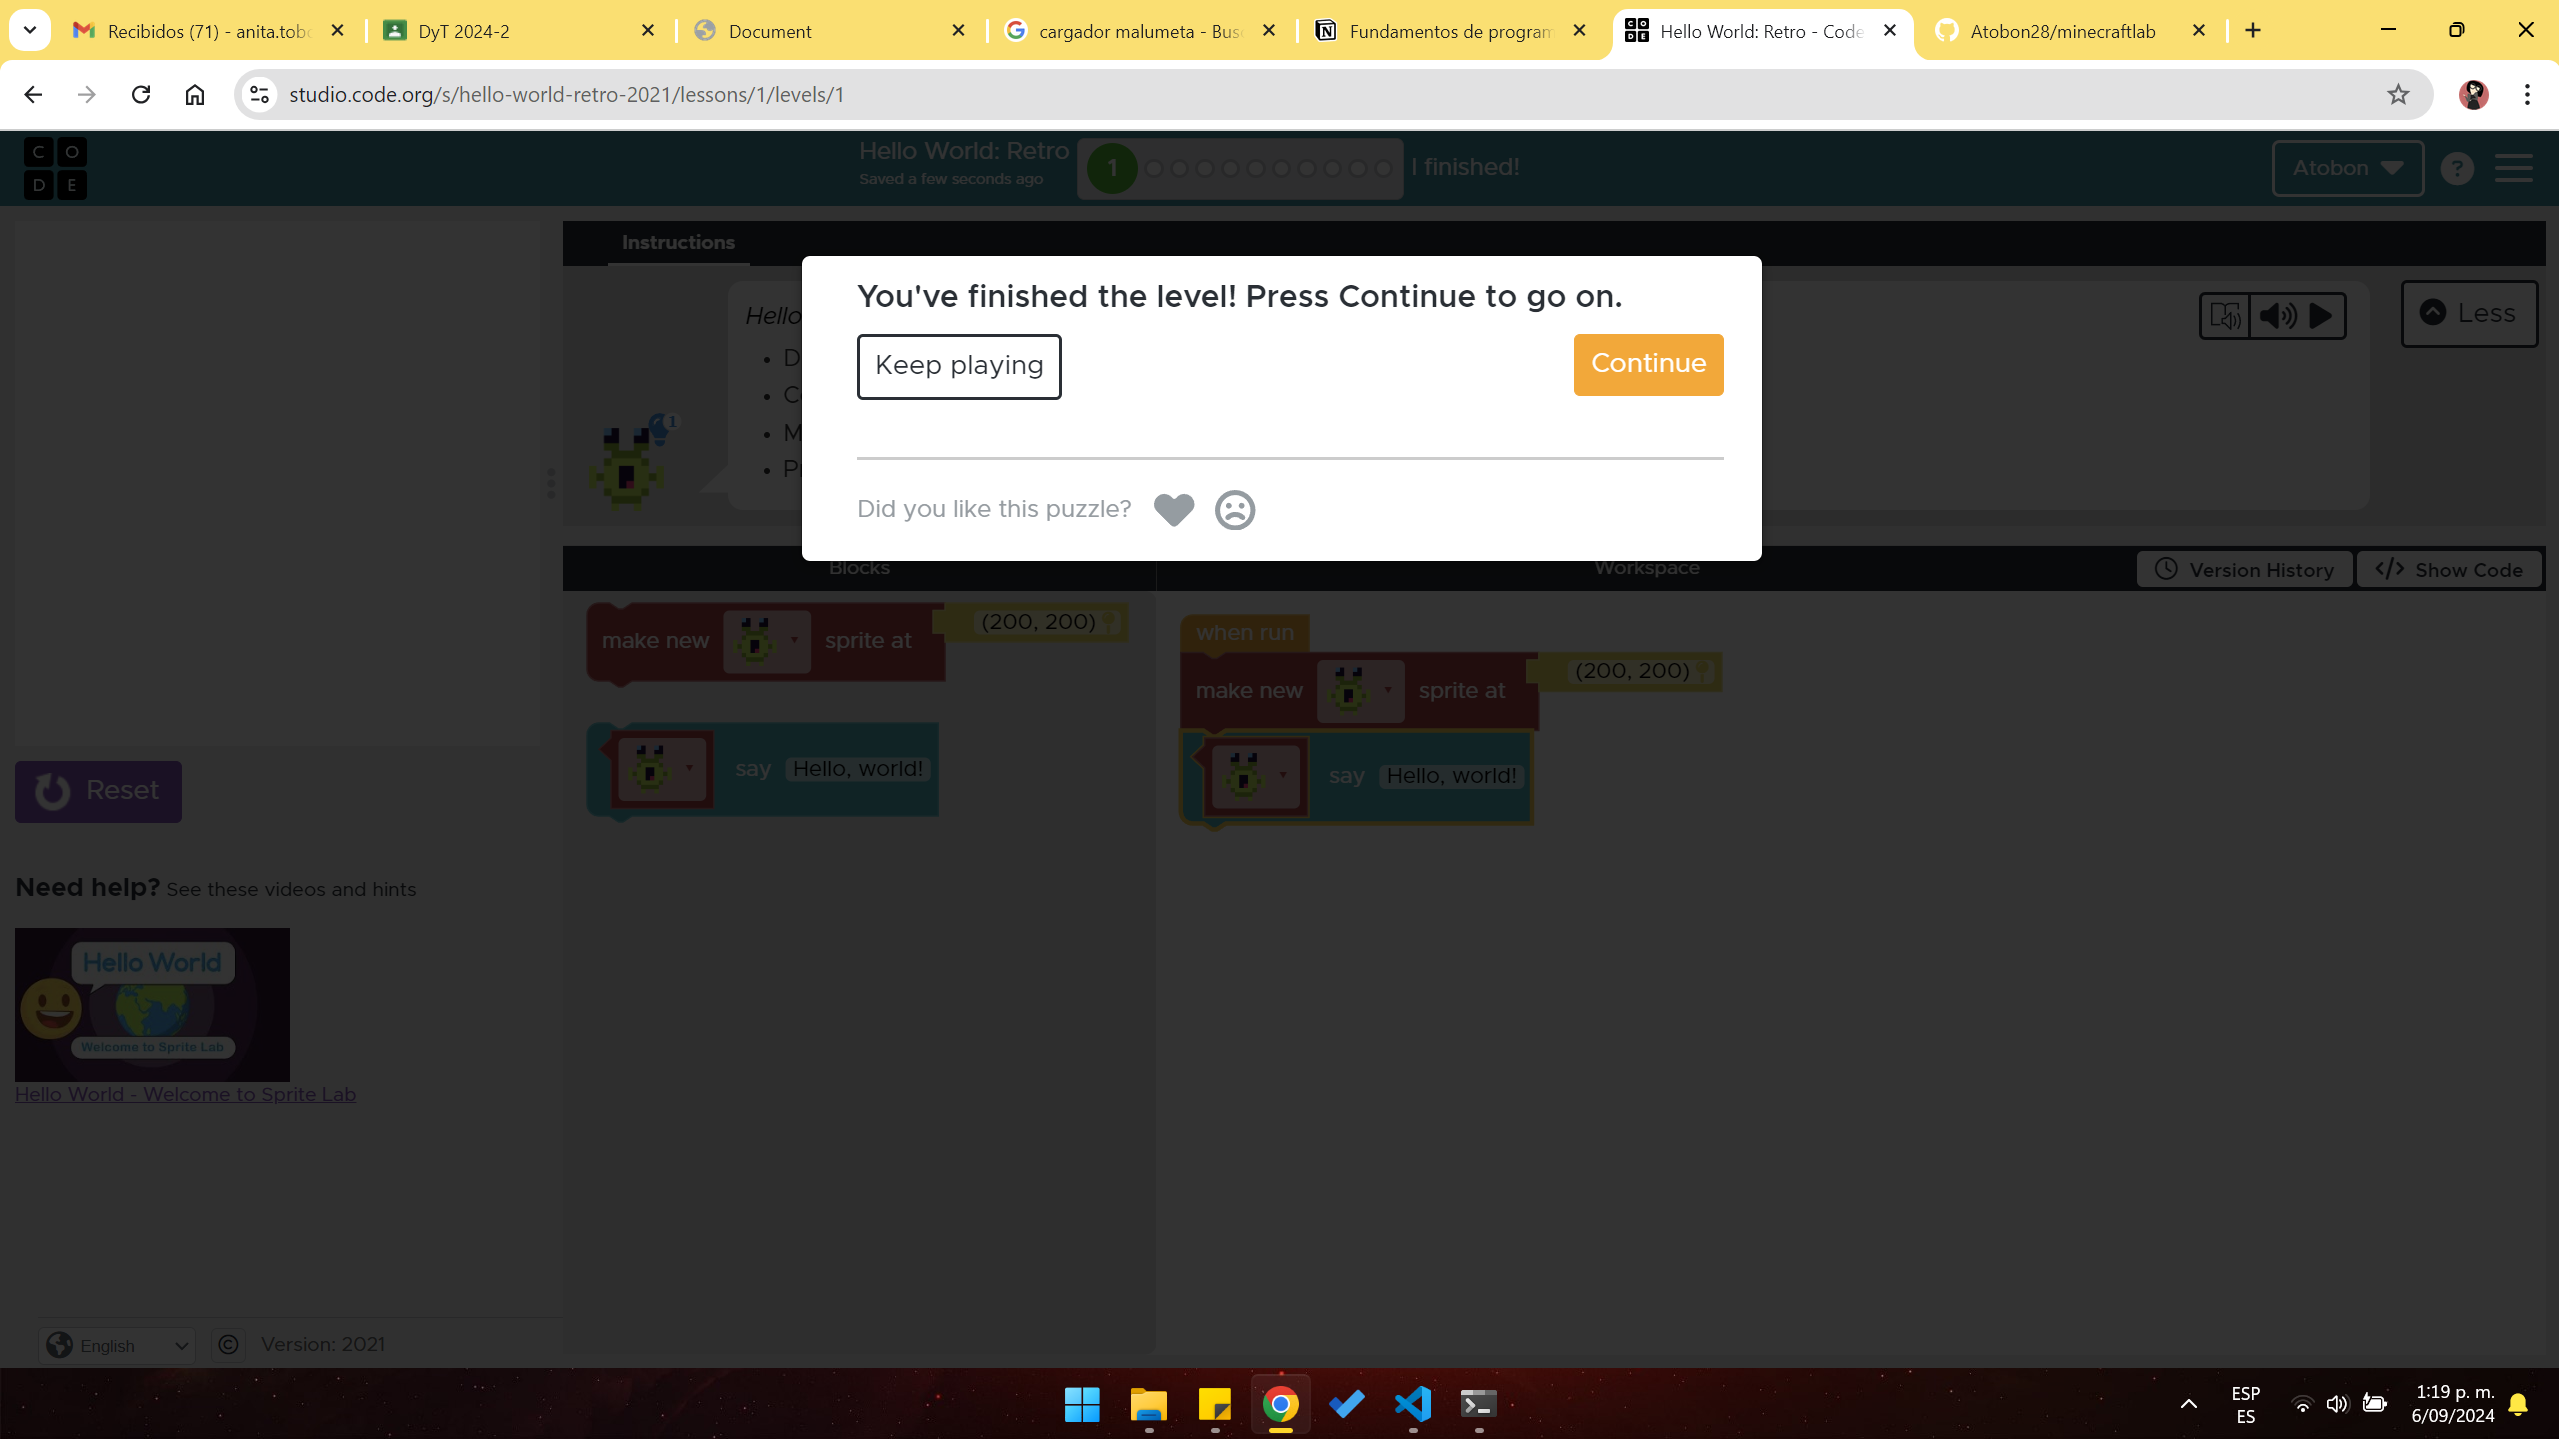 Recibidos (71) - anita.tob
DyT 2024-2
Document
cargador malumeta - Bus
Fundamentos de program
Hello World: Retro - Code
Atobon28/minecraftlab
studio.code.org/s/hello-world-retro-2021/lessons/1/levels/1
C O
D E
Hello World: Retro
Saved a few seconds ago
1
I finished!
Atobon
?
Instructions
Hello
D
C
M
P
1
Less
You've finished the level! Press Continue to go on.
Keep playing
Continue
Did you like this puzzle?
Blocks
Workspace
Version History
Show Code
make new sprite at (200, 200)
say Hello, world!
when run
make new sprite at (200, 200)
say Hello, world!
Reset
Need help? See these videos and hints
Hello World
Welcome to Sprite Lab
Hello World - Welcome to Sprite Lab
English
© Version: 2021
ESP
ES
1:19 p. m.
6/09/2024